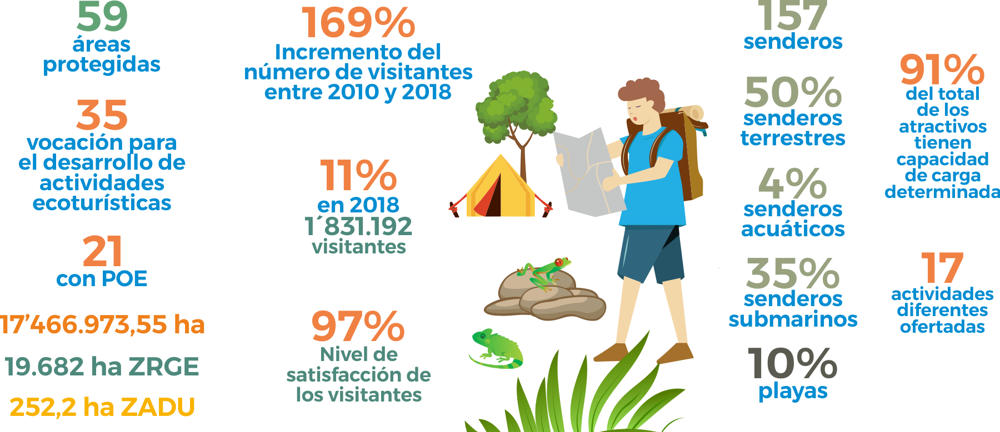 59
áreas
protegidas
35
vocación para
el desarrollo de
actividades
ecoturísticas
21
con POE
17’466.973,55 ha
19.682 ha ZRGE
252,2 ha ZADU
169%
Incremento del
número de visitantes
entre 2010 y 2018
11%
en 2018
1´831.192
visitantes
97%
Nivel de
satisfacción de
los visitantes
157
senderos
50%
senderos
terrestres
4%
senderos
acuáticos
35%
senderos
submarinos
10%
playas
91%
del total
de los
atractivos
tienen
capacidad
de carga
determinada
17
actividades
diferentes
ofertadas